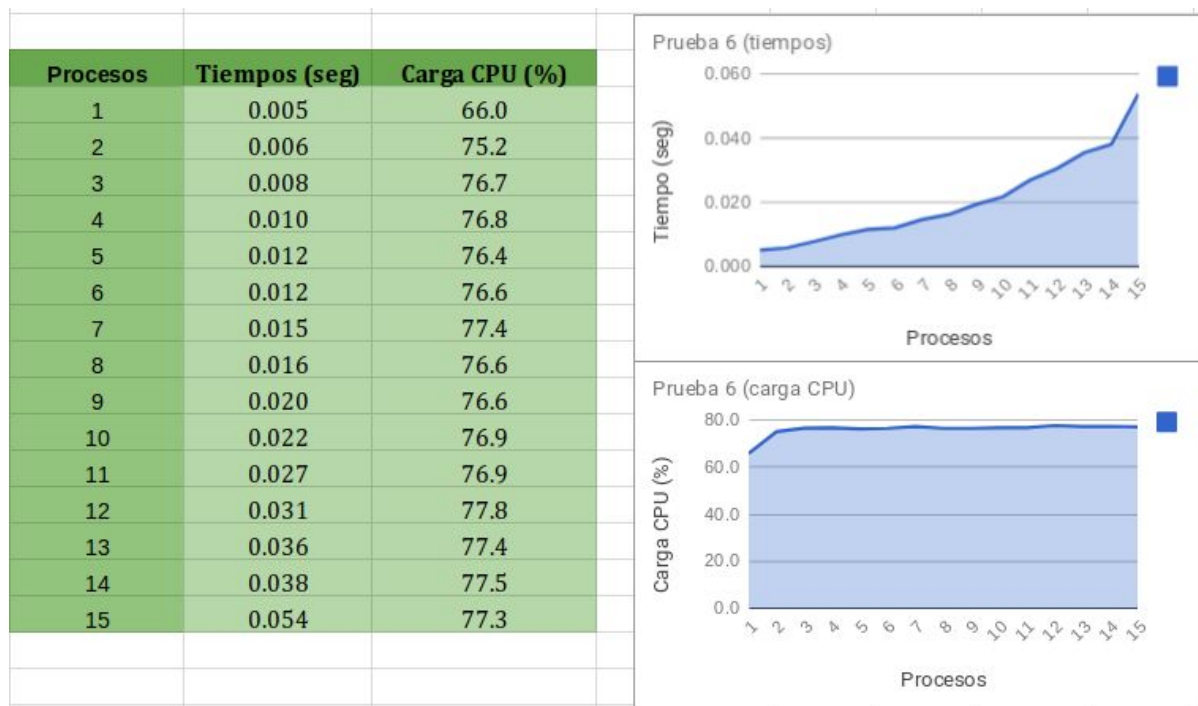 Procesos Tiempos (seg) Carga CPU (%)
1 0.005 66.0
2 0.006 75.2
3 0.008 76.7
4 0.010 76.8
5 0.012 76.4
6 0.012 76.6
7 0.015 77.4
8 0.016 76.6
9 0.020 76.6
10 0.022 76.9
11 0.027 76.9
12 0.031 77.8
13 0.036 77.4
14 0.038 77.5
15 0.054 77.3
Prueba 6 (tiempos)
Tiempo (seg)
0.060
0.040
0.020
0.000
1 2 3 4 5 6 7 8 9 10 11 12 13 14 15
Procesos
Prueba 6 (carga CPU)
Carga CPU (%)
80.0
60.0
40.0
20.0
0.0
1 2 3 4 5 6 7 8 9 10 11 12 13 14 15
Procesos